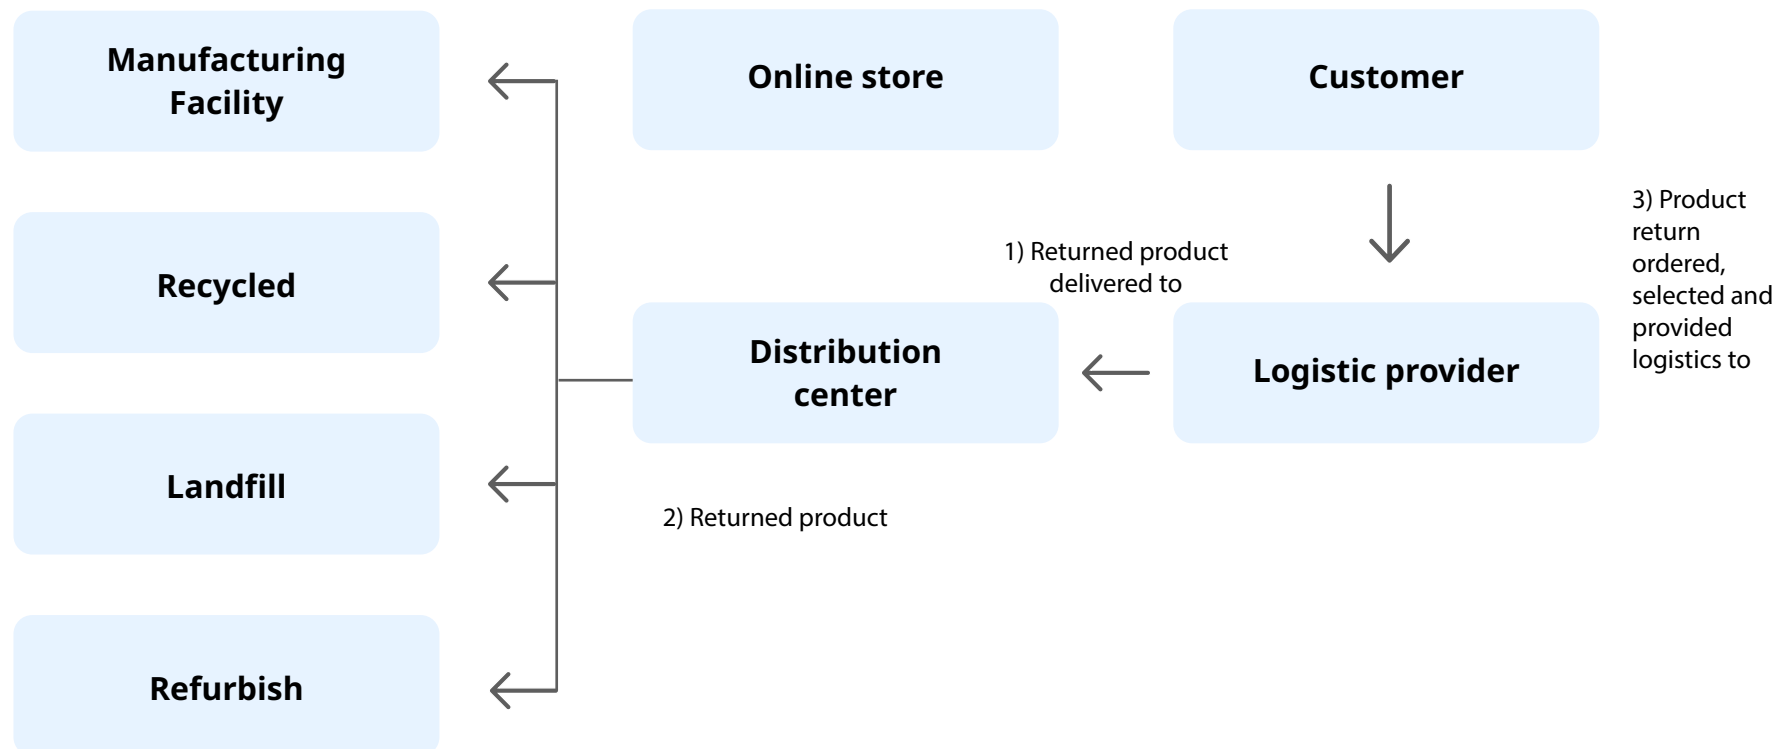 Manufacturing
Facility
Online store
Customer
3) Product
return
ordered,
selected and
provided
logistics to
1) Returned product
delivered to
Recycled
Distribution
center
Logistic provider
Landfill
2) Returned product
Refurbish